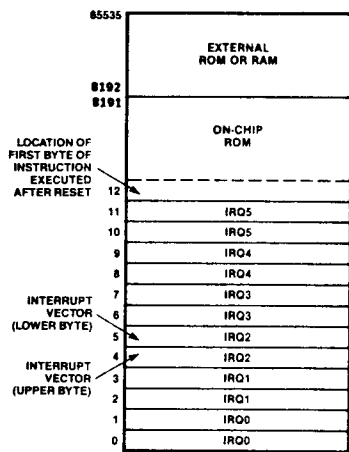 65535
EXTERNAL
ROM OR RAM
8192
8191
ON-CHIP
ROM
LOCATION OF
FIRST BYTE OF
INSTRUCTION
EXECUTED
AFTER RESET
12
11 IRQ5
10 IRQ5
9 IRQ4
8 IRQ4
7 IRQ3
6 IRQ3
INTERRUPT
VECTOR
(LOWER BYTE)
5 IRQ2
4 IRQ2
INTERRUPT
VECTOR
(UPPER BYTE)
3 IRQ1
2 IRQ1
1 IRQ0
0 IRQ0